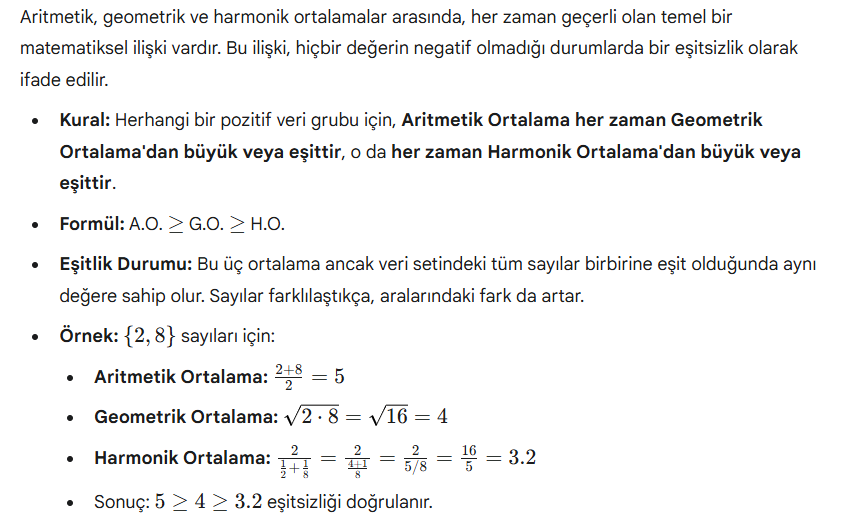 Aritmetik, geometrik ve harmonik ortalamalar arasında, her zaman geçerli olan temel bir
matematiksel ilişki vardır. Bu ilişki, hiçbir değerin negatif olmadığı durumlarda bir eşitsizlik olarak
ifade edilir.
• Kural: Herhangi bir pozitif veri grubu için, Aritmetik Ortalama her zaman Geometrik
Ortalama'dan büyük veya eşittir, o da her zaman Harmonik Ortalama'dan büyük veya
eşittir.
• Formül: A.O. ≥ G.O. ≥ H.O.
• Eşitlik Durumu: Bu üç ortalama ancak veri setindeki tüm sayılar birbirine eşit olduğunda aynı
değere sahip olur. Sayılar farklılaştıkça, aralarındaki fark da artar.
• Örnek: {2, 8} sayıları için:
• Aritmetik Ortalama: \frac{2+8}{2} = 5
• Geometrik Ortalama: \sqrt{2 · 8} = \sqrt{16} = 4
• Harmonik Ortalama: \frac{2}{\frac{1}{2}+\frac{1}{8}} = \frac{2}{\frac{4+1}{8}} = \frac{2}{5/8} = \frac{16}{5} = 3.2
• Sonuç: 5 ≥ 4 ≥ 3.2 eşitsizliği doğrulanır.